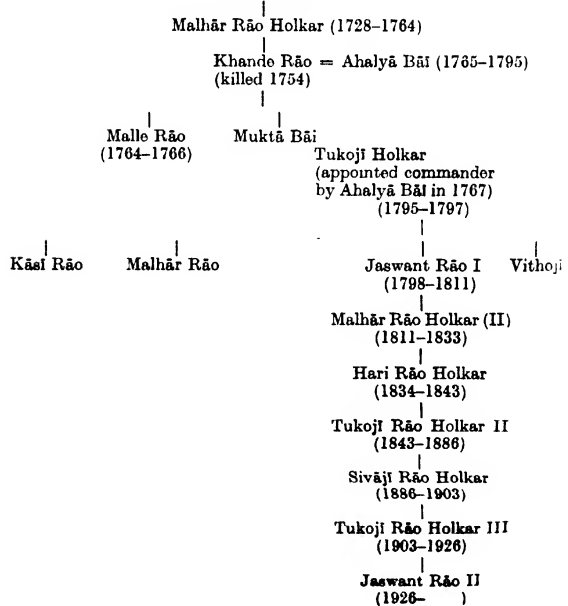 Malhār Rāo Holkar (1728–1764)
Khande Rāo = Ahalyā Bāī (1765–1795)
(killed 1754)
Malle Rāo Muktā Bāi
(1764–1766)
Tukojī Holkar
(appointed commander
by Ahalyā Bāī in 1767)
(1795–1797)
Kāsī Rāo Malhār Rāo Jaswant Rāo I Vithoji
(1798–1811)
Malhār Rāo Holkar (II)
(1811–1833)
Hari Rāo Holkar
(1834–1843)
Tukojī Rāo Holkar II
(1843–1886)
Sivājī Rāo Holkar
(1886–1903)
Tukojī Rāo Holkar III
(1903–1926)
Jaswant Rāo II
(1926– )